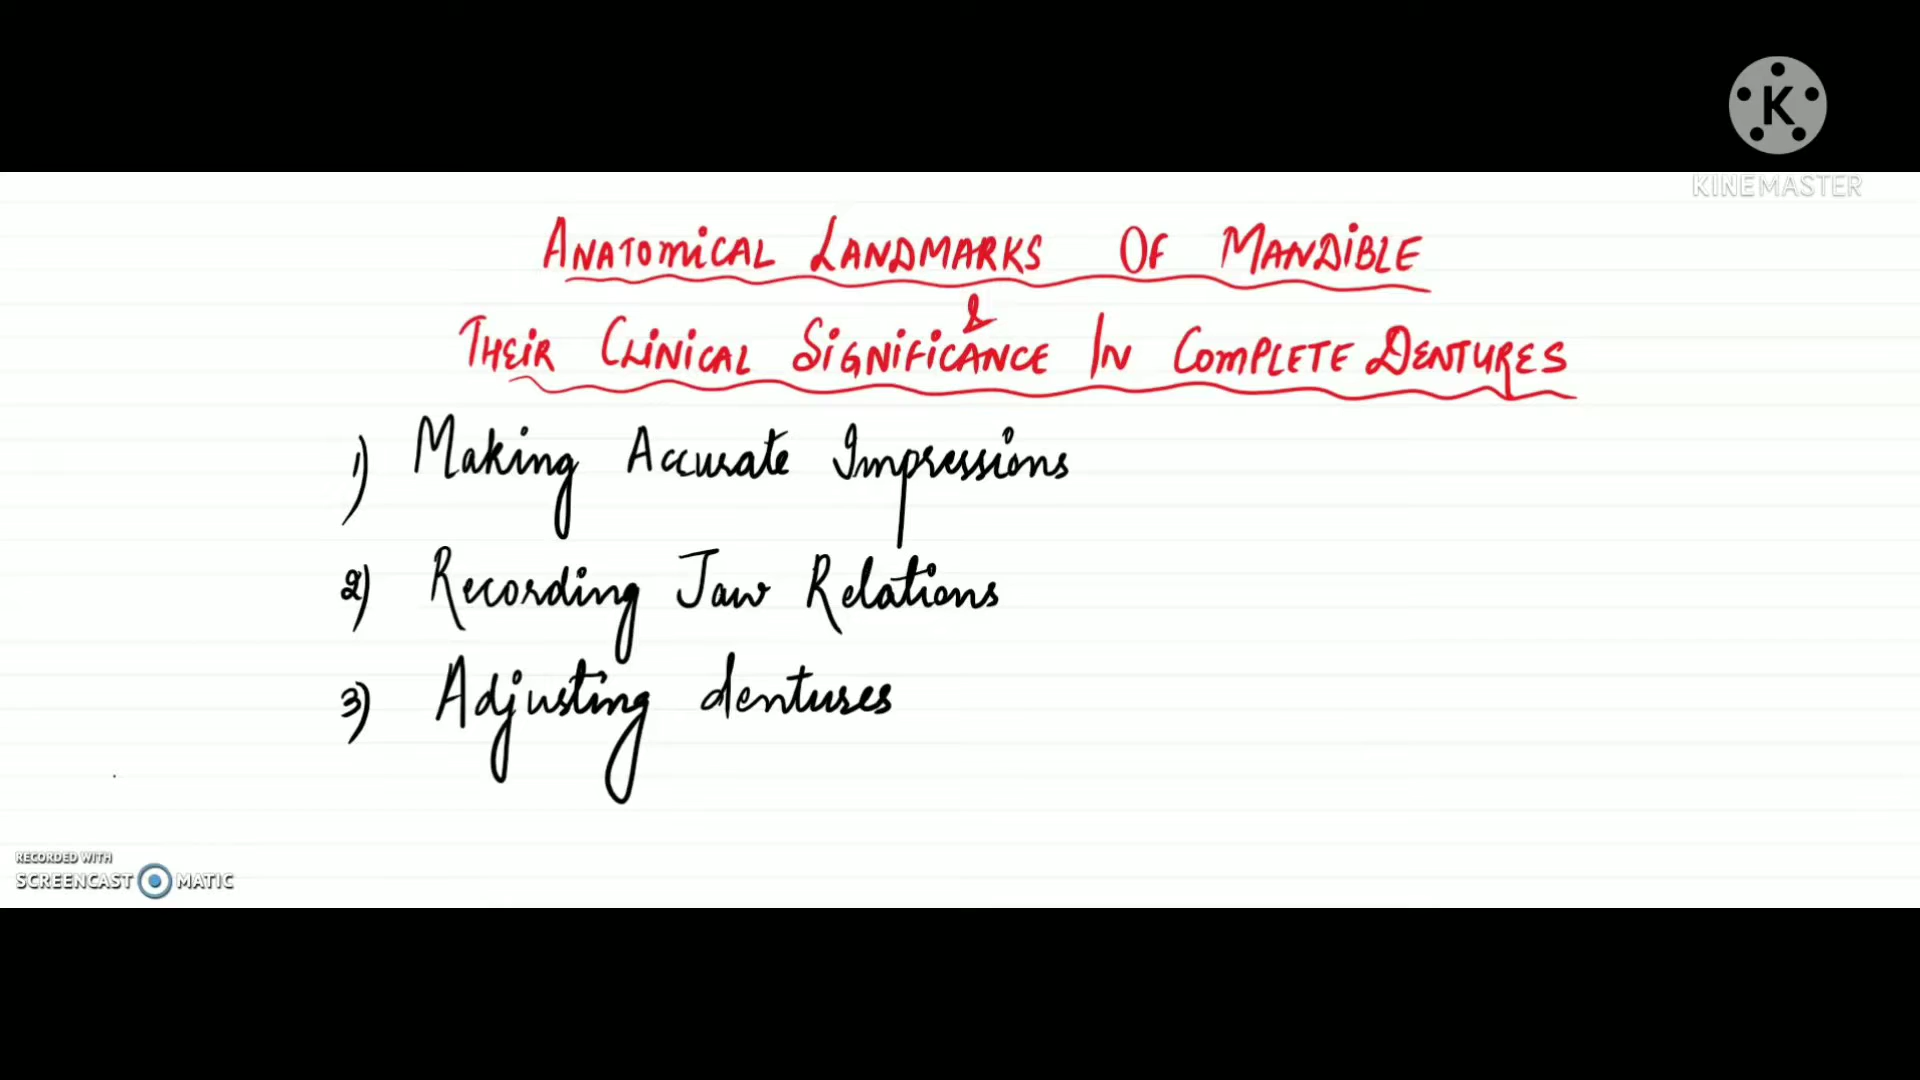 K
KINEMASTER
ANATOMICAL LANDMARKS OF MANDIBLE
&
THEIR CLINICAL SIGNIFICANCE IN COMPLETE DENTURES
1) Making Accurate Impressions
2) Recording Jaw Relations
3) Adjusting dentures
RECORDED WITH
SCREENCAST MATIC